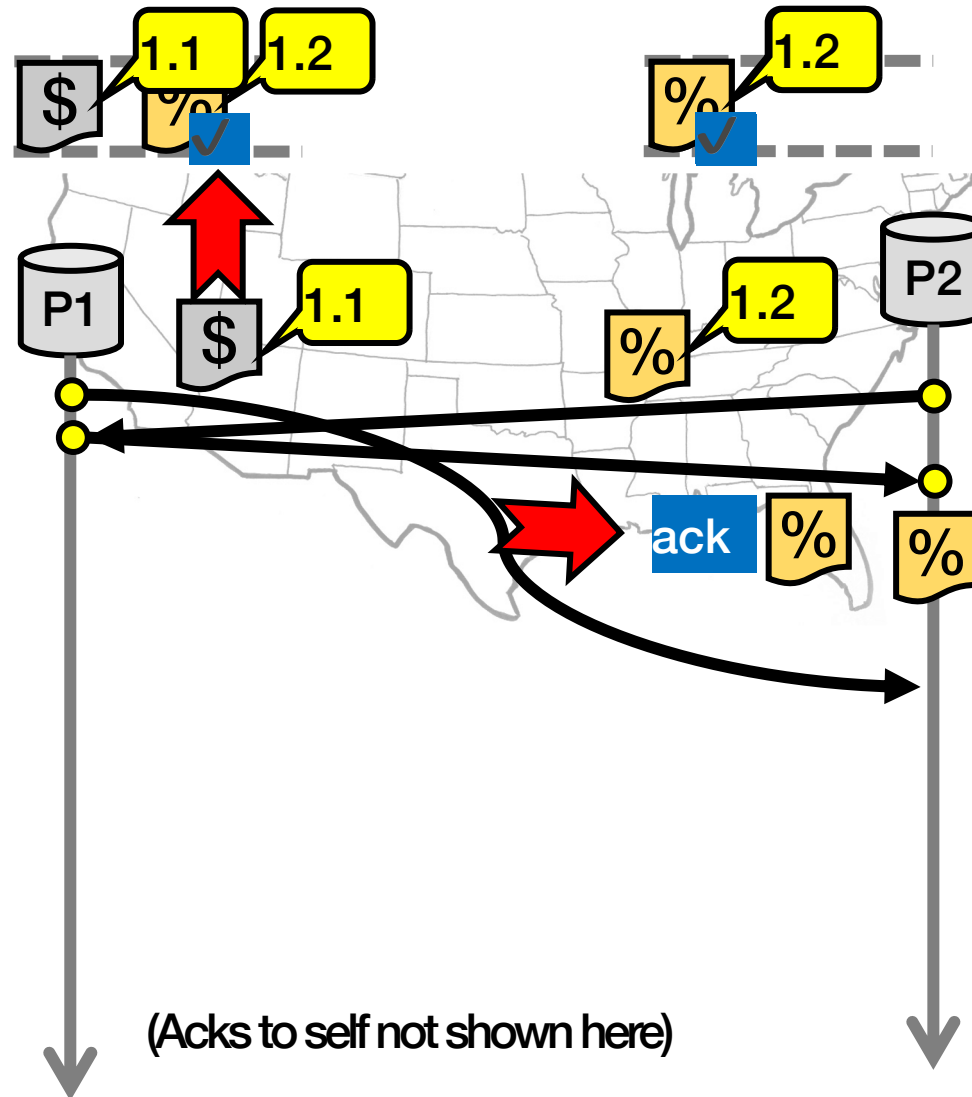 $ 1.1 % 1.2 ✓
% 1.2 ✓
P1
P2
$ 1.1
% 1.2
ack %
%
(Acks to self not shown here)